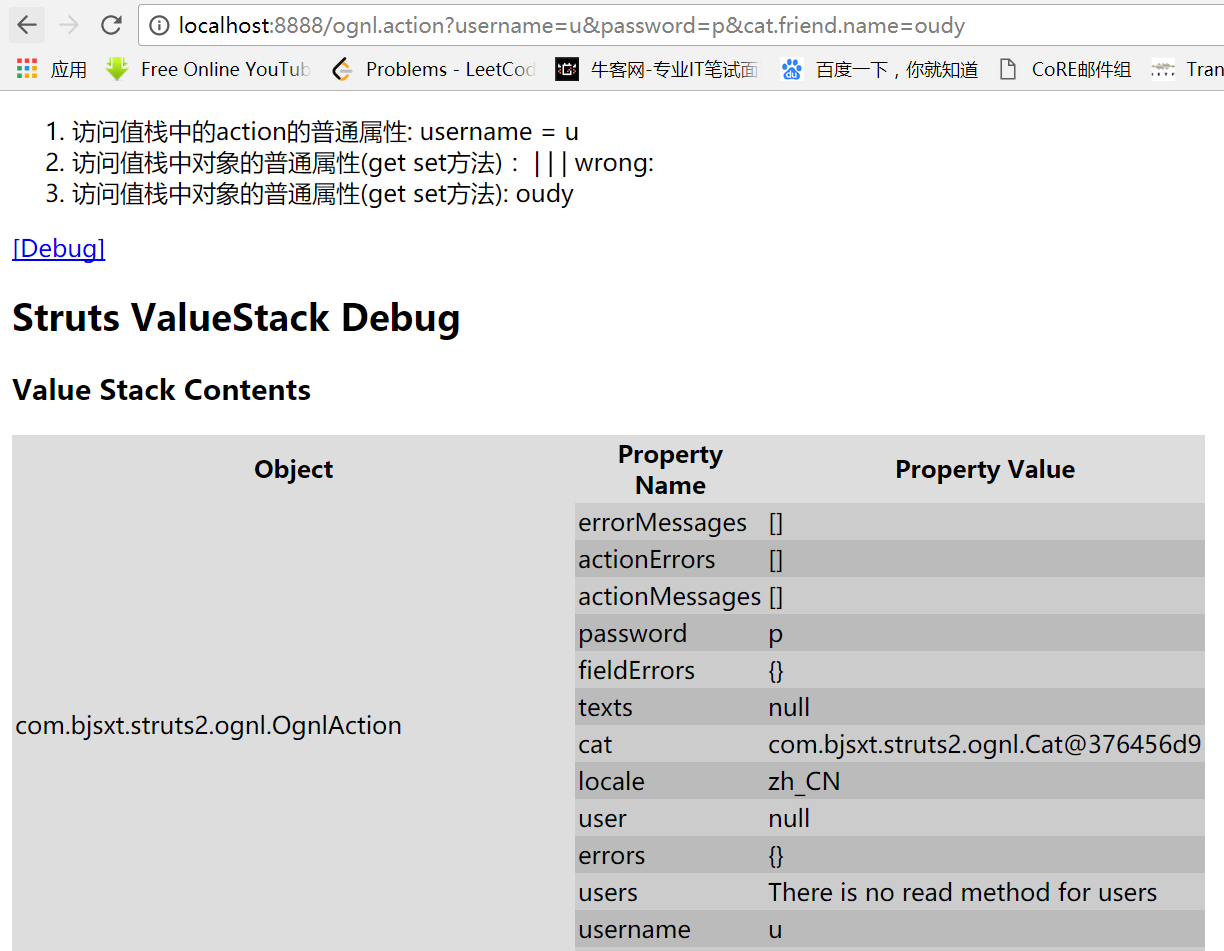 localhost:8888/ognl.action?username=u&password=p&cat.friend.name=oudy
应用 Free Online YouTub Problems - LeetCod 牛客网-专业IT笔试面 百度一下，你就知道 CoRE邮件组 Tran
1. 访问值栈中的action的普通属性: username = u
2. 访问值栈中对象的普通属性(get set方法)： | | | wrong:
3. 访问值栈中对象的普通属性(get set方法): oudy
[Debug]
Struts ValueStack Debug
Value Stack Contents
Object Property Name Property Value
errorMessages []
actionErrors []
actionMessages []
password p
fieldErrors {}
texts null
com.bjsxt.struts2.ognl.OgnlAction
cat com.bjsxt.struts2.ognl.Cat@376456d9
locale zh_CN
user null
errors {}
users There is no read method for users
username u